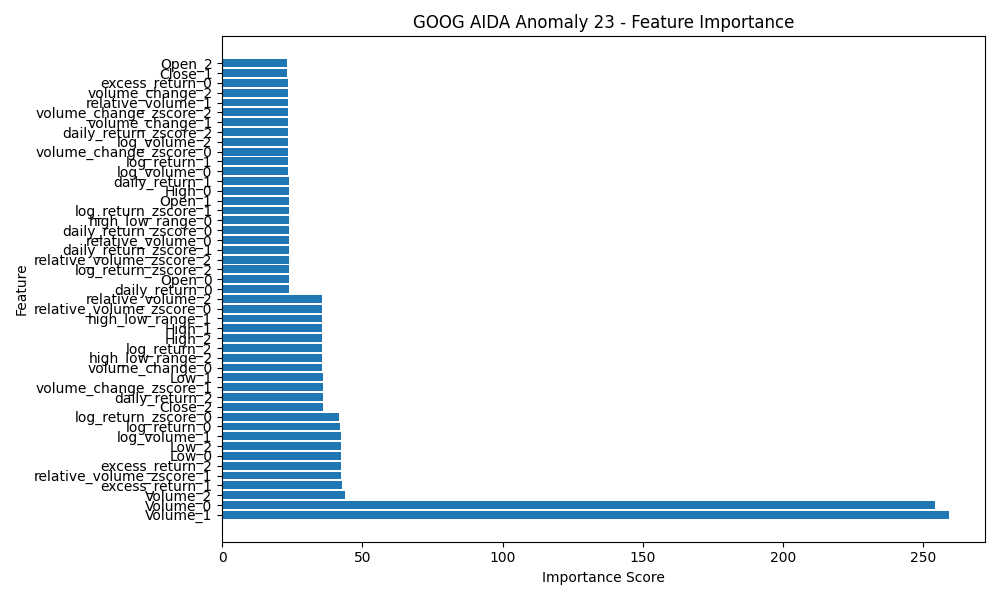 GOOG AIDA Anomaly 23 - Feature Importance
Open_2
Close_1
excess_return_0
volume_change_2
relative_volume_1
volume_change_zscore_2
volume_change_1
daily_return_zscore_2
log_volume_2
volume_change_zscore_0
log_return_1
log_volume_0
daily_return_1
High_0
Open_1
log_return_zscore_1
high_low_range_0
daily_return_zscore_0
relative_volume_0
daily_return_zscore_1
relative_volume_zscore_2
log_return_zscore_2
Open_0
daily_return_0
relative_volume_2
relative_volume_zscore_0
high_low_range_1
High_1
High_2
log_return_2
high_low_range_2
volume_change_0
Low_1
volume_change_zscore_1
daily_return_2
Close_2
log_return_zscore_0
log_return_0
log_volume_1
Low_2
Low_0
excess_return_2
relative_volume_zscore_1
excess_return_1
Volume_2
Volume_0
Volume_1
Feature
0 50 100 150 200 250
Importance Score